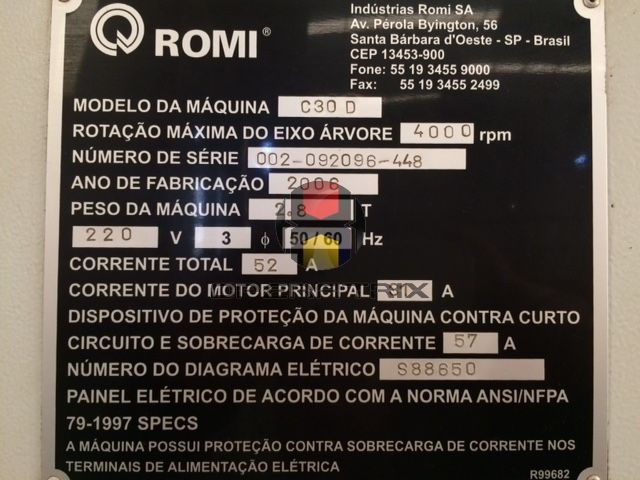 ROMI®
Indústrias Romi SA
Av. Pérola Byington, 56
Santa Bárbara d'Oeste - SP - Brasil
CEP 13453-900
Fone: 55 19 3455 9000
Fax: 55 19 3455 2499
MODELO DA MÁQUINA C30 D
ROTAÇÃO MÁXIMA DO EIXO ÁRVORE 4000 rpm
NÚMERO DE SÉRIE 002-092096-448
ANO DE FABRICAÇÃO 2006
PESO DA MÁQUINA 2.8 T
220 V 3 ϕ 50/60 Hz
CORRENTE TOTAL 52 A
CORRENTE DO MOTOR PRINCIPAL A
DISPOSITIVO DE PROTEÇÃO DA MÁQUINA CONTRA CURTO
CIRCUITO E SOBRECARGA DE CORRENTE 57 A
NÚMERO DO DIAGRAMA ELÉTRICO S88650
PAINEL ELÉTRICO DE ACORDO COM A NORMA ANSI/NFPA
79-1997 SPECS
A MÁQUINA POSSUI PROTEÇÃO CONTRA SOBRECARGA DE CORRENTE NOS
TERMINAIS DE ALIMENTAÇÃO ELÉTRICA
R99682